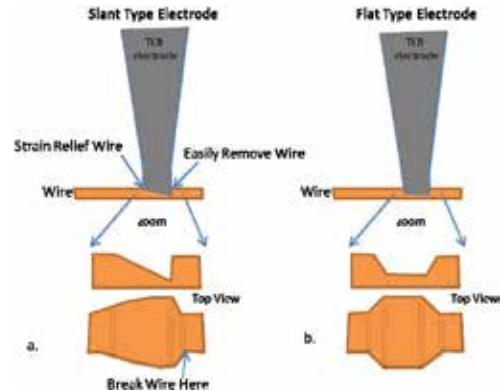 Slant Type Electrode
TCB
electrode
Strain Relief Wire
Easily Remove Wire
Wire
zoom
Top View
a.
Break Wire Here
Flat Type Electrode
TCB
electrode
Wire
zoom
Top View
b.